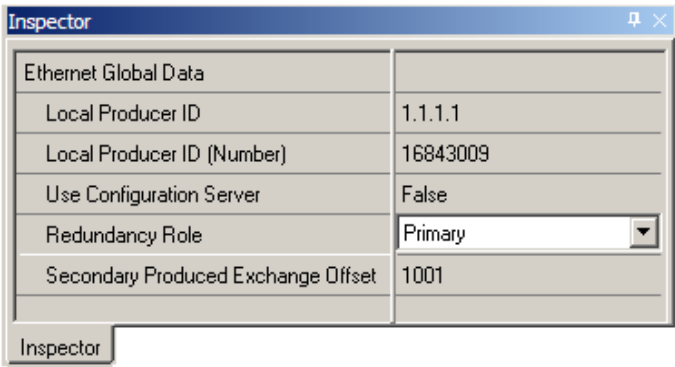 Inspector
Ethernet Global Data
Local Producer ID 1.1.1.1
Local Producer ID (Number) 16843009
Use Configuration Server False
Redundancy Role Primary
Secondary Produced Exchange Offset 1001
Inspector